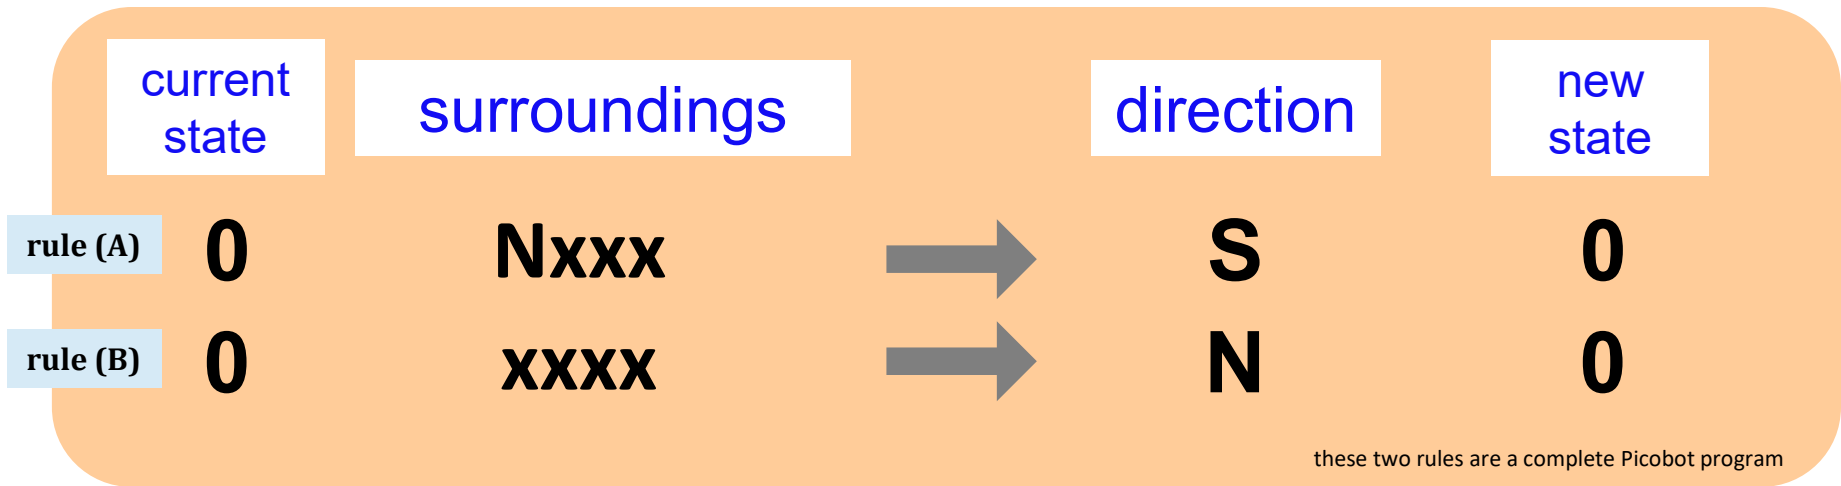 current state surroundings direction new state
rule (A) 0 Nxxx S 0
rule (B) 0 xxxx N 0
these two rules are a complete Picobot program